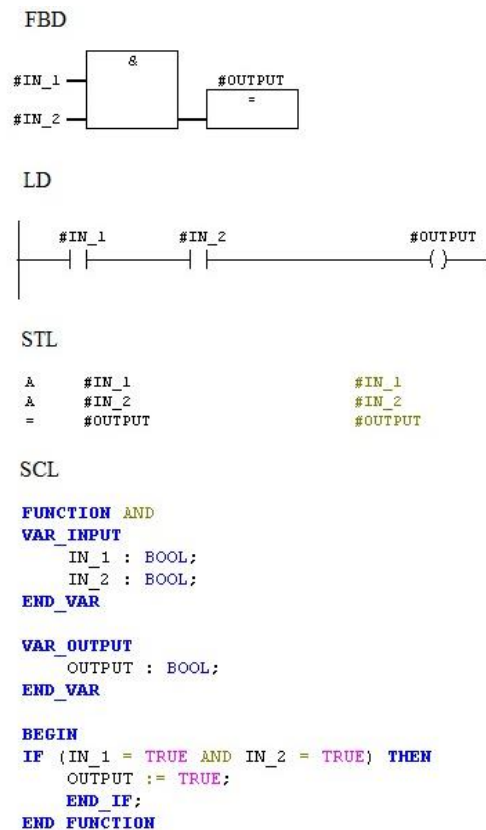 FBD
&
#IN_1 #OUTPUT
=
#IN_2
LD
#IN_1 #IN_2 #OUTPUT
( )
STL
A #IN_1 #IN_1
A #IN_2 #IN_2
= #OUTPUT #OUTPUT
SCL
FUNCTION AND
VAR_INPUT
IN_1 : BOOL;
IN_2 : BOOL;
END_VAR
VAR_OUTPUT
OUTPUT : BOOL;
END_VAR
BEGIN
IF (IN_1 = TRUE AND IN_2 = TRUE) THEN
OUTPUT := TRUE;
END_IF;
END_FUNCTION